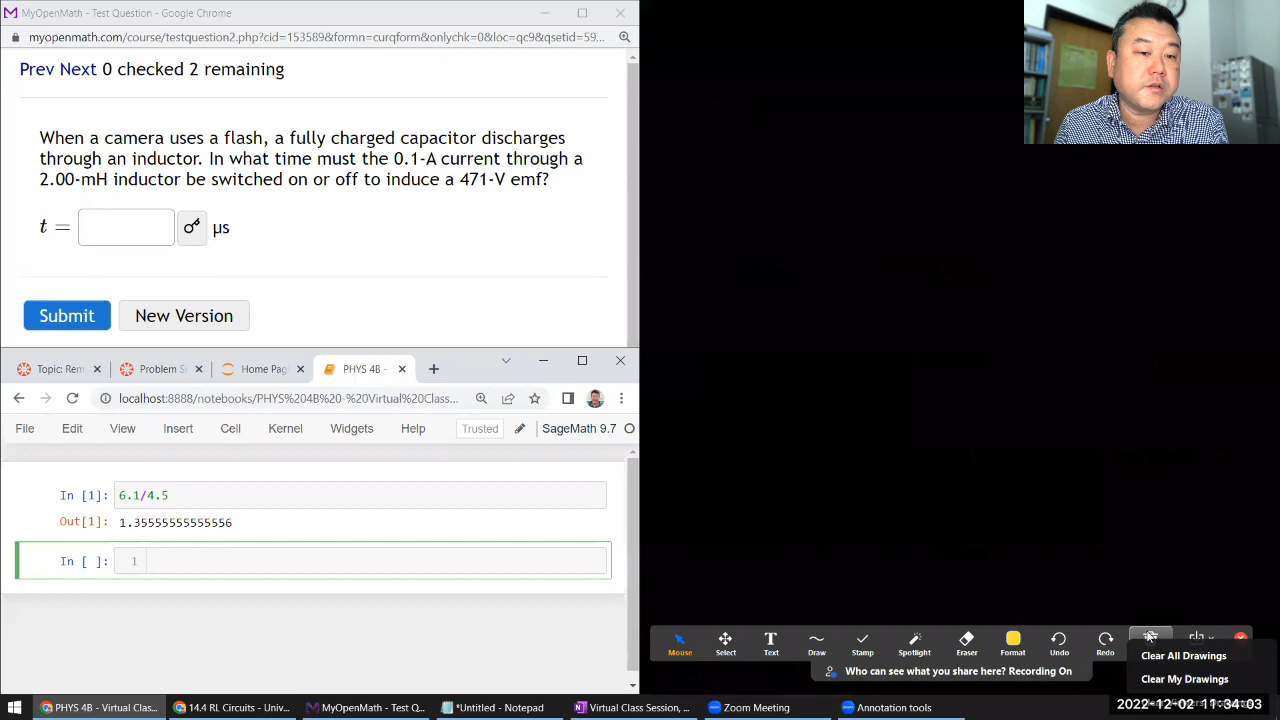 MyOpenMath - Test Question - Google Chrome
myopenmath.com/course/testquestion2.php?cid=153589&formn=curqform&onlychk=0&loc=qc9&qsetid=59...
Prev Next 0 checked 2 remaining
When a camera uses a flash, a fully charged capacitor discharges
through an inductor. In what time must the 0.1-A current through a
2.00-mH inductor be switched on or off to induce a 471-V emf?
t = μs
Submit New Version
Topic: Rem Problem S Home Pag PHYS 4B -
localhost:8888/notebooks/PHYS%204B%20-%20Virtual%20Class...
File Edit View Insert Cell Kernel Widgets Help Trusted SageMath 9.7
In [1]: 6.1/4.5
Out[1]: 1.35555555555556
In [ ]: 1
Mouse Select Text Draw Stamp Spotlight Eraser Format Undo Redo
Who can see what you share here? Recording On
Clear All Drawings
Clear My Drawings
2022-12-02 11:34:03
PHYS 4B - Virtual Clas... 14.4 RL Circuits - Univ... MyOpenMath - Test Q... *Untitled - Notepad Virtual Class Session, ... Zoom Meeting Annotation tools